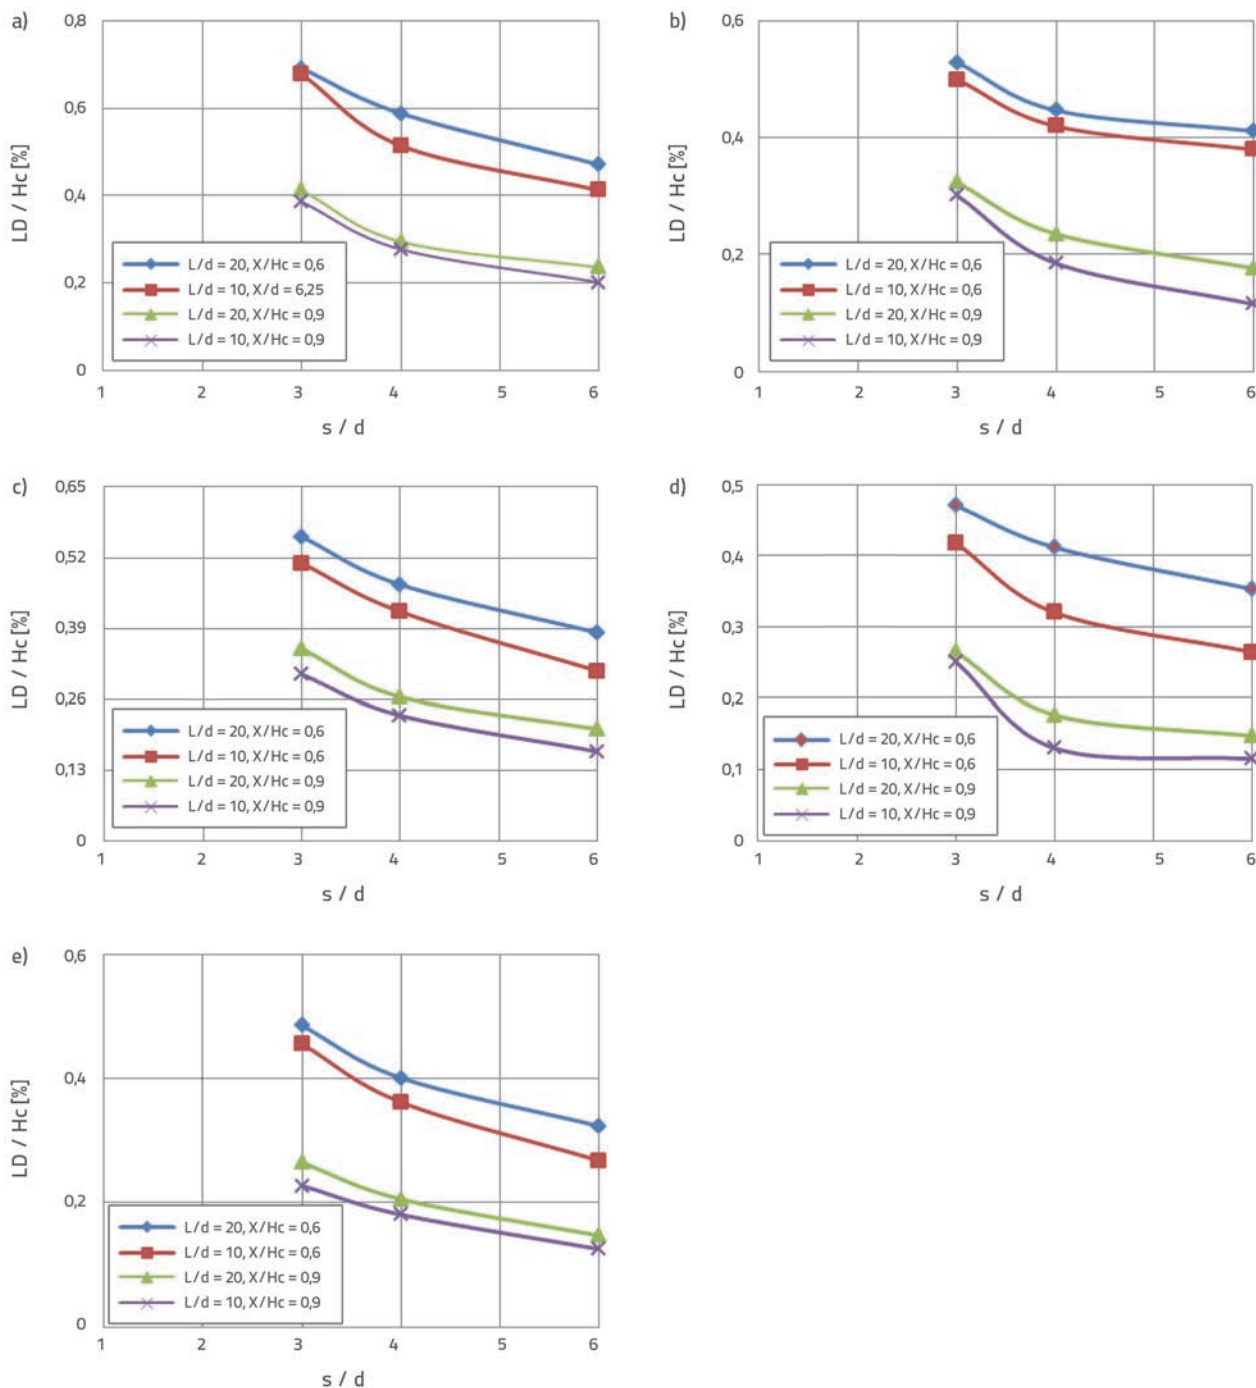 a)
0,8
0,6
0,4
0,2
0
LD / Hc [%]
L/d = 20, X/Hc = 0,6
L/d = 10, X/d = 6,25
L/d = 20, X/Hc = 0,9
L/d = 10, X/Hc = 0,9
1 2 3 4 5 6
s / d
b)
0,6
0,4
0,2
0
LD / Hc [%]
L/d = 20, X/Hc = 0,6
L/d = 10, X/Hc = 0,6
L/d = 20, X/Hc = 0,9
L/d = 10, X/Hc = 0,9
1 2 3 4 5 6
s / d
c)
0,65
0,52
0,39
0,26
0,13
0
LD / Hc [%]
L/d = 20, X/Hc = 0,6
L/d = 10, X/Hc = 0,6
L/d = 20, X/Hc = 0,9
L/d = 10, X/Hc = 0,9
1 2 3 4 5 6
s / d
d)
0,5
0,4
0,3
0,2
0,1
0
LD / Hc [%]
L/d = 20, X/Hc = 0,6
L/d = 10, X/Hc = 0,6
L/d = 20, X/Hc = 0,9
L/d = 10, X/Hc = 0,9
1 2 3 4 5 6
s / d
e)
0,6
0,4
0,2
0
LD / Hc [%]
L/d = 20, X/Hc = 0,6
L/d = 10, X/Hc = 0,6
L/d = 20, X/Hc = 0,9
L/d = 10, X/Hc = 0,9
1 2 3 4 5 6
s / d